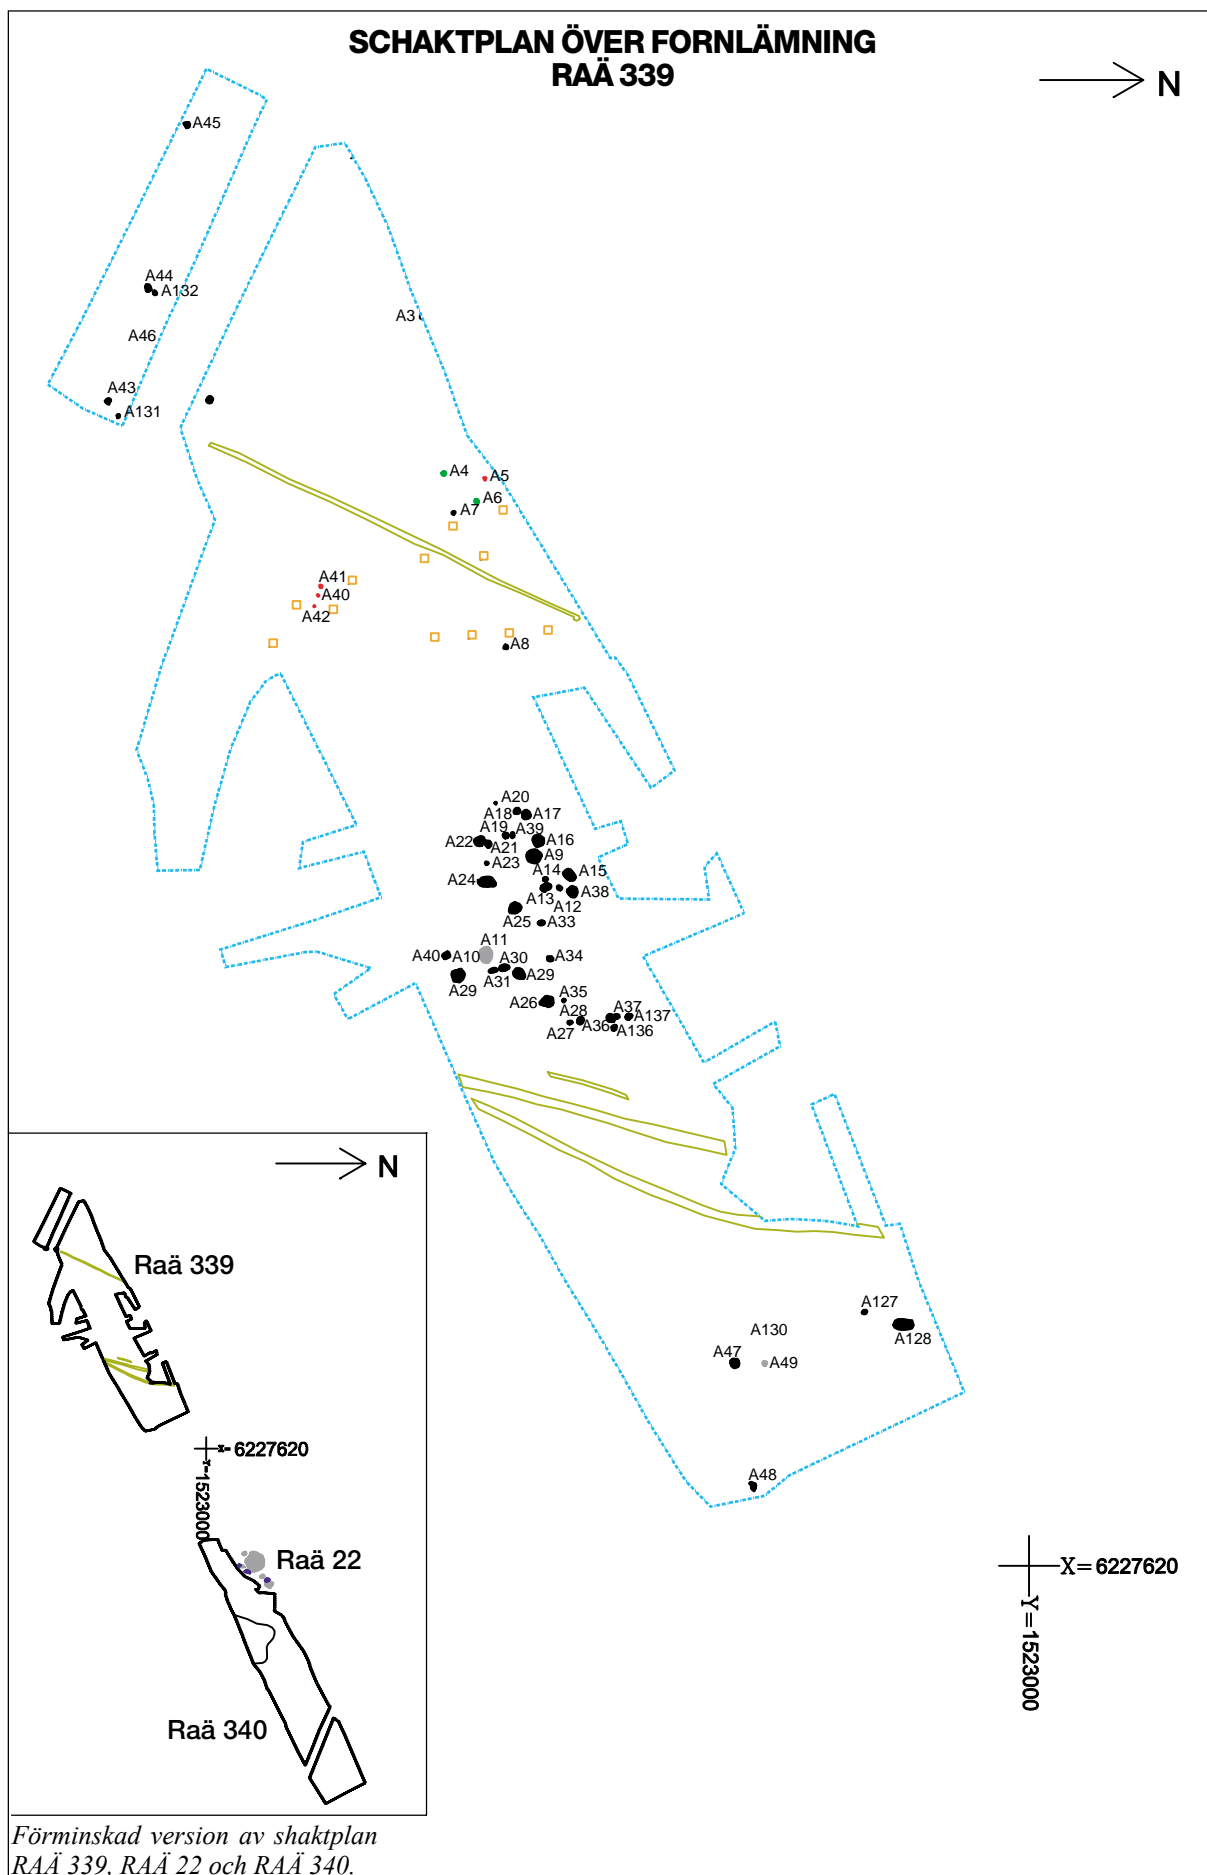 SCHAKTPLAN ÖVER FORNLÄMNING
RAÄ 339
N
A45
A44
A132
A46
A3
A43
A131
A4
A5
A6
A7
A41
A40
A42
A8
A20
A18
A17
A19
A39
A22
A21
A16
A9
A23
A14
A15
A24
A13
A12
A38
A25
A33
A11
A40
A10
A30
A34
A29
A31
A29
A26
A35
A28
A37
A137
A27
A36
A136
N
Raä 339
X= 6227620
Y=1523000
Raä 22
Raä 340
A127
A130
A128
A47
A49
A48
X= 6227620
Y=1523000
Förminskad version av shaktplan
RAÄ 339, RAÄ 22 och RAÄ 340.